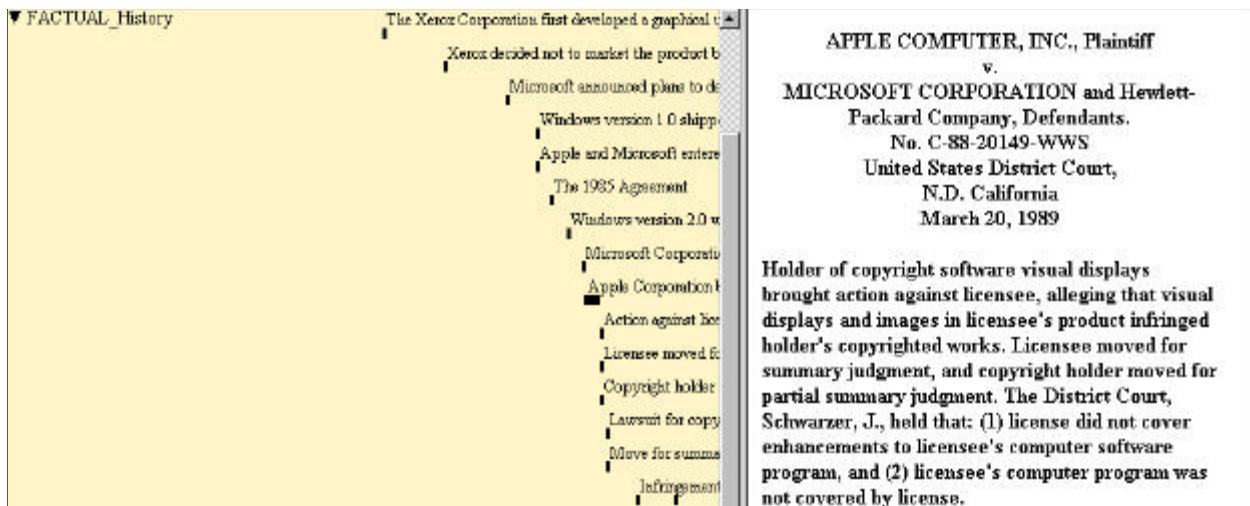 ▼ FACTUAL_History
The Xerox Corporation first developed a graphical u
Xerox decided not to market the product b
Microsoft announced plans to de
Windows version 1.0 shippe
Apple and Microsoft entere
The 1985 Agreement
Windows version 2.0 w
Microsoft Corporati
Apple Corporation b
Action against lice
Licensee moved fo
Copyright holder
Lawsuit for copy
Move for summa
Infringement
APPLE COMPUTER, INC., Plaintiff
v.
MICROSOFT CORPORATION and Hewlett-
Packard Company, Defendants.
No. C-88-20149-WWS
United States District Court,
N.D. California
March 20, 1989
Holder of copyright software visual displays
brought action against licensee, alleging that visual
displays and images in licensee's product infringed
holder's copyrighted works. Licensee moved for
summary judgment, and copyright holder moved for
partial summary judgment. The District Court,
Schwarzer, J., held that: (1) license did not cover
enhancements to licensee's computer software
program, and (2) licensee's computer program was
not covered by license.